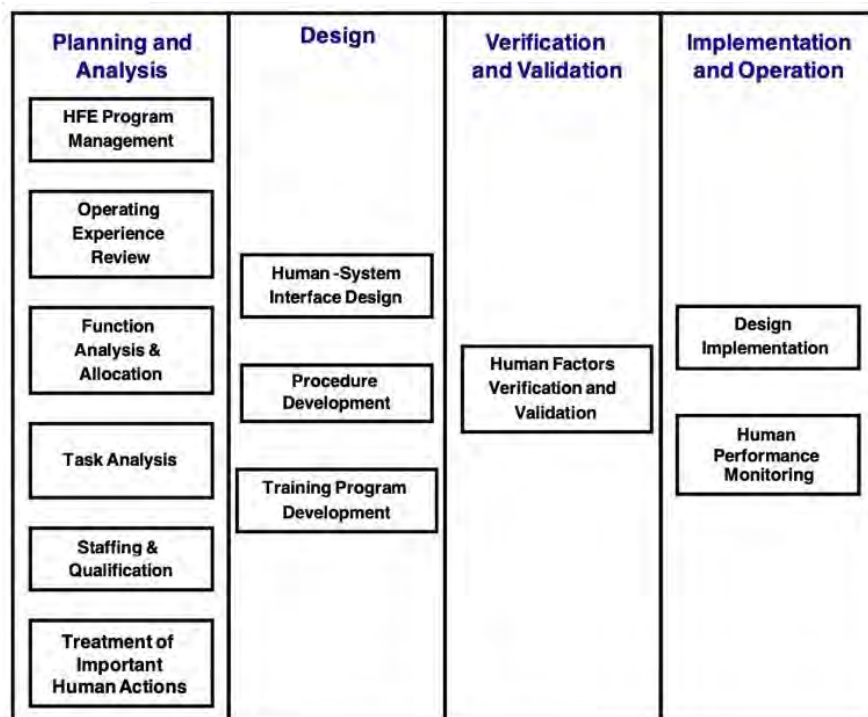 Planning and
Analysis
HFE Program
Management
Operating
Experience
Review
Function
Analysis &
Allocation
Task Analysis
Staffing &
Qualification
Treatment of
Important
Human Actions
Design
Human -System
Interface Design
Procedure
Development
Training Program
Development
Verification
and Validation
Human Factors
Verification and
Validation
Implementation
and Operation
Design
Implementation
Human
Performance
Monitoring